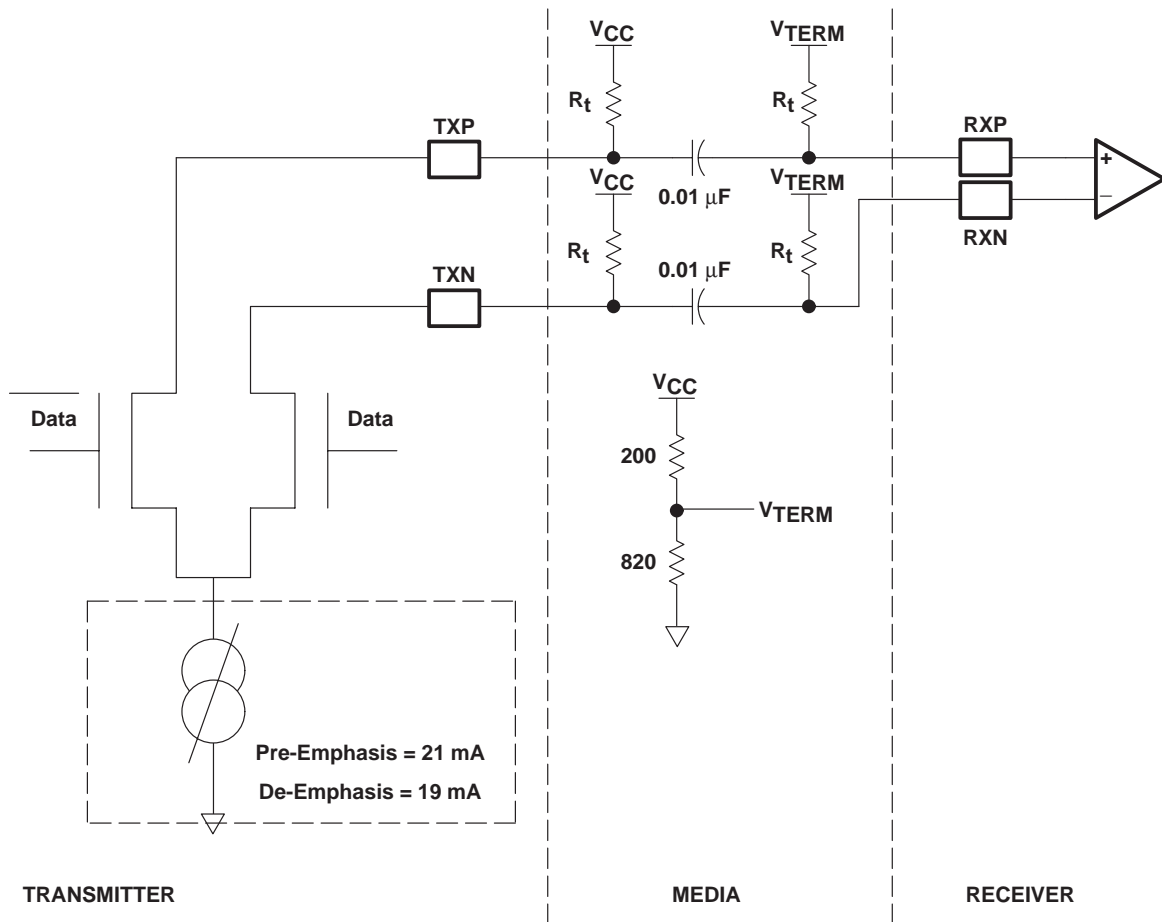 VCC
VTERM
Rt
Rt
TXP
RXP
+
VCC
VTERM
0.01 μF
−
RXN
Rt
Rt
TXN
0.01 μF
VCC
Data
Data
200
VTERM
820
Pre-Emphasis = 21 mA
De-Emphasis = 19 mA
TRANSMITTER
MEDIA
RECEIVER